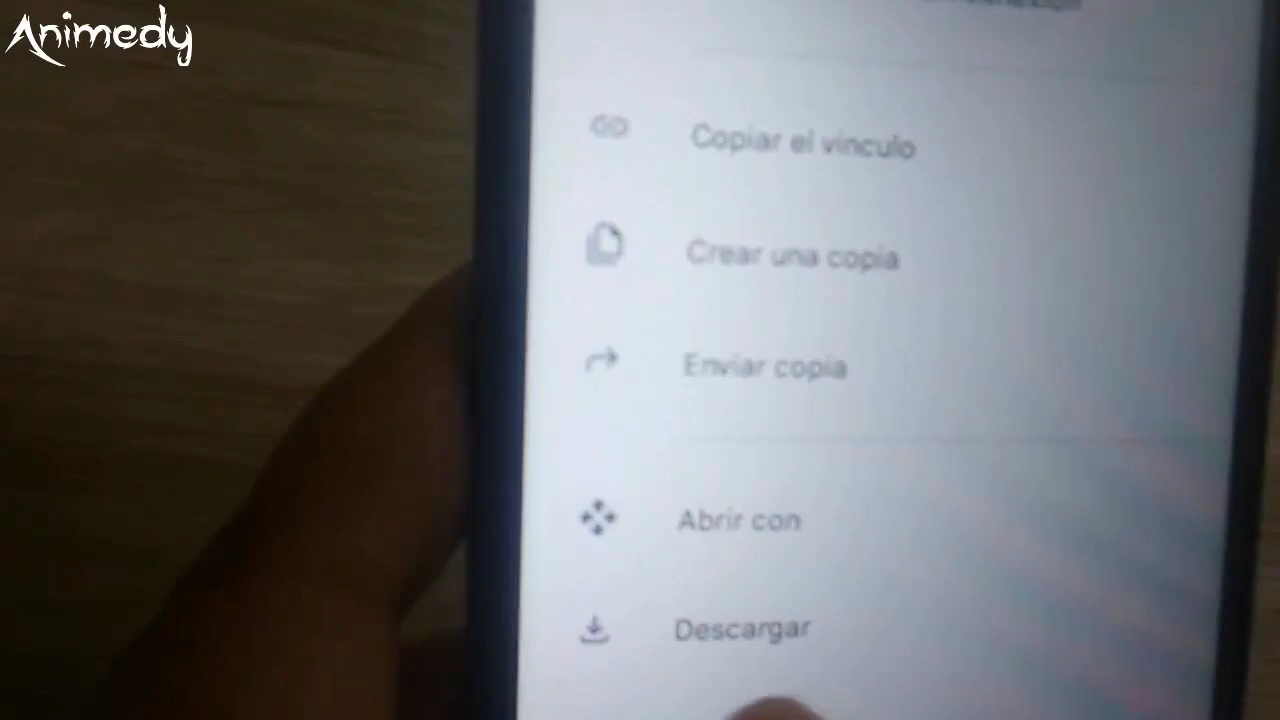 Animedy
Copiar el vínculo
Crear una copia
Enviar copia
Abrir con
Descargar